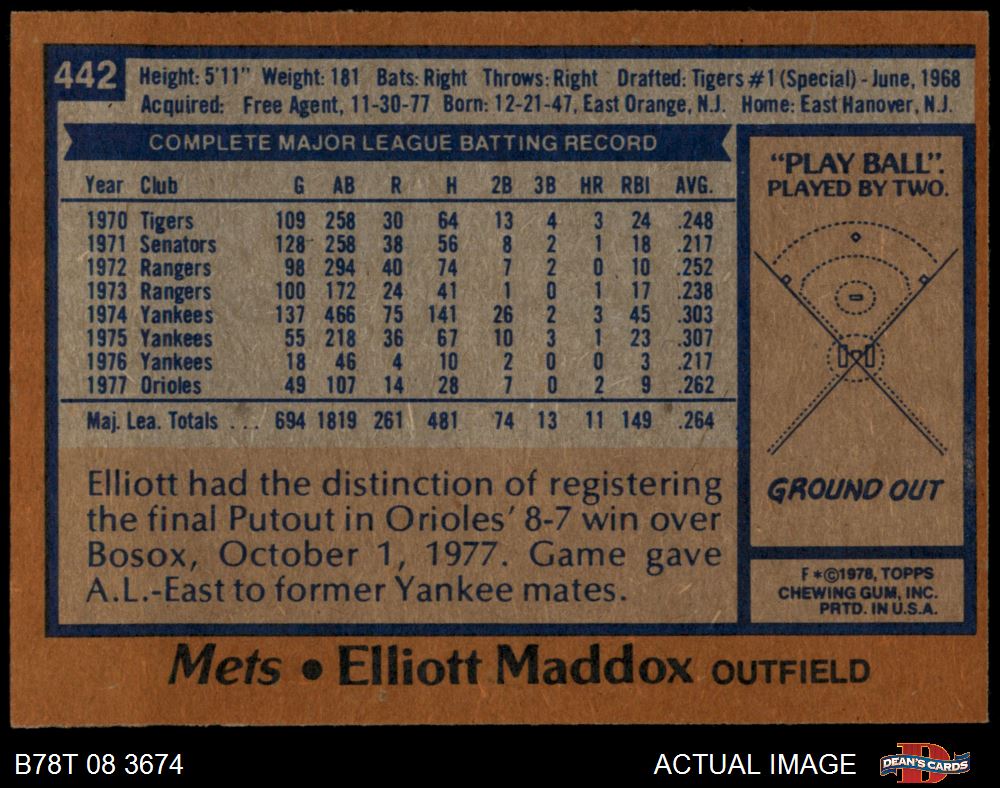 442
Height: 5'11" Weight: 181 Bats: Right Throws: Right Drafted: Tigers #1 (Special) - June, 1968
Acquired: Free Agent, 11-30-77 Born: 12-21-47, East Orange, N.J. Home: East Hanover, N.J.
COMPLETE MAJOR LEAGUE BATTING RECORD
Year Club G AB R H 2B 3B HR RBI AVG.
1970 Tigers 109 258 30 64 13 4 3 24 .248
1971 Senators 128 258 38 56 8 2 1 18 .217
1972 Rangers 98 294 40 74 7 2 0 10 .252
1973 Rangers 100 172 24 41 1 0 1 17 .238
1974 Yankees 137 466 75 141 26 2 3 45 .303
1975 Yankees 55 218 36 67 10 3 1 23 .307
1976 Yankees 18 46 4 10 2 0 0 3 .217
1977 Orioles 49 107 14 28 7 0 2 9 .262
Maj. Lea. Totals . . . 694 1819 261 481 74 13 11 149 .264
Elliott had the distinction of registering
the final Putout in Orioles' 8-7 win over
Bosox, October 1, 1977. Game gave
A.L.-East to former Yankee mates.
"PLAY BALL".
PLAYED BY TWO.
GROUND OUT
F*©1978, TOPPS
CHEWING GUM, INC.
PRTD. IN U.S.A.
Mets • Elliott Maddox OUTFIELD
B78T 08 3674
ACTUAL IMAGE
D
DEAN'S CARDS